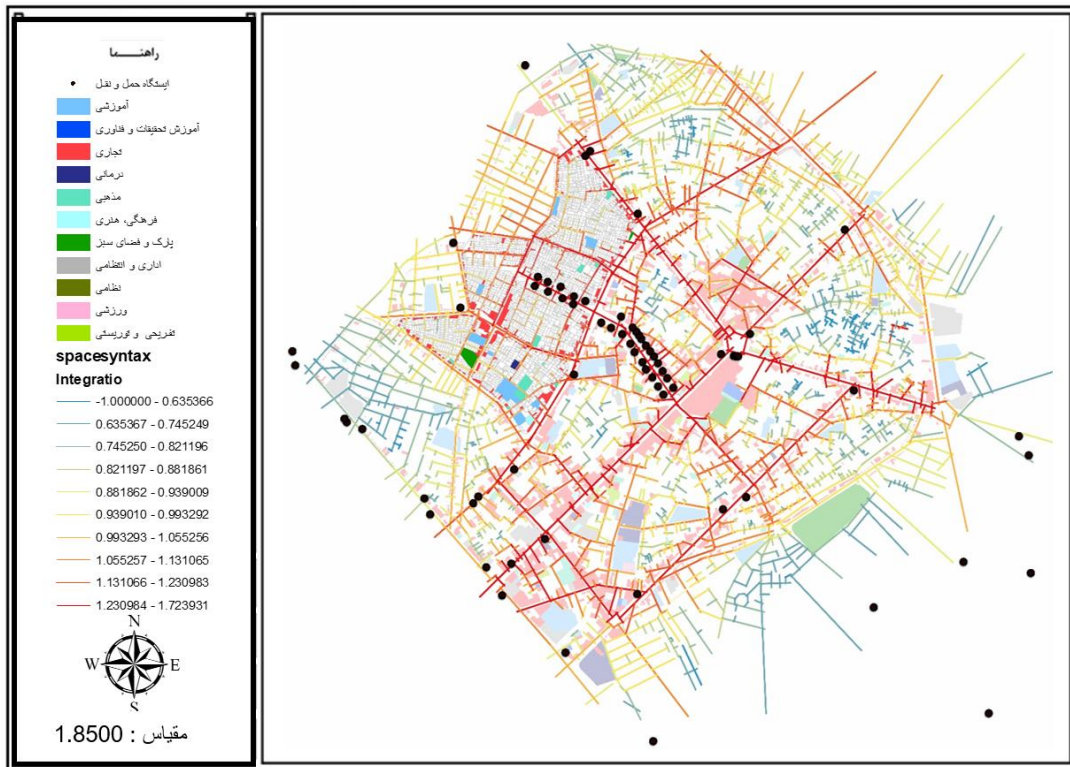 راهنـــما
ایستگاه حمل و نقل
آموزشی
آموزش تحقیقات و فناوری
تجاری
درمانی
مذهبی
فرهنگی، هنری
پارک و فضای سبز
اداری و انتظامی
نظامی
ورزشی
تفریحی و توریستی
spacesyntax
Integratio
-1.000000 - 0.635366
0.635367 - 0.745249
0.745250 - 0.821196
0.821197 - 0.881861
0.881862 - 0.939009
0.939010 - 0.993292
0.993293 - 1.055256
1.055257 - 1.131065
1.131066 - 1.230983
1.230984 - 1.723931
N
W E
S
مقیاس : 1.8500